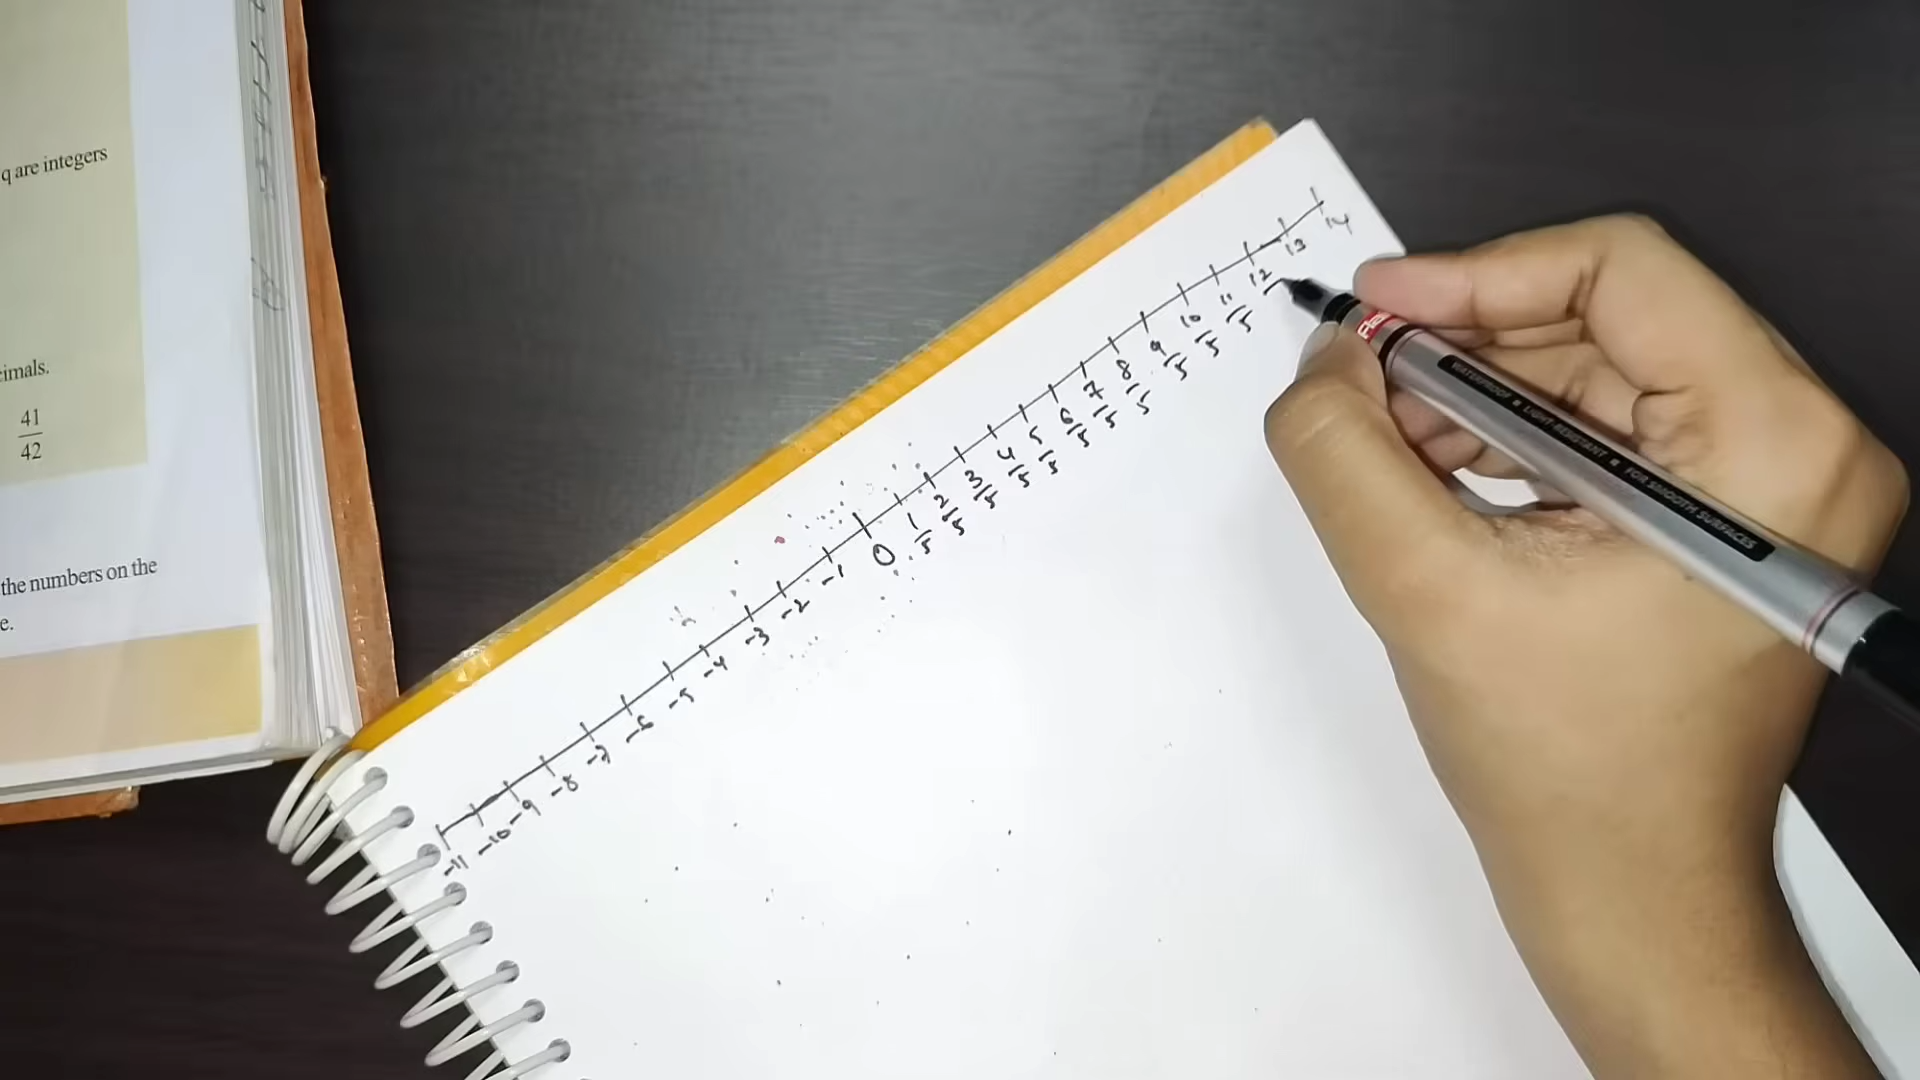 q are integers
cimals.
41
42
the numbers on the
e.
-11 -10 -9 -8 -7 -6 -5 -4 -3 -2 -1 0 1/5 2/5 3/5 4/5 5/5 6/5 7/5 8/5 9/5 10/5 11/5 12 13 14
WATERPROOF ■ LIGHT-RESISTANT ■ FOR SMOOTH SURFACES